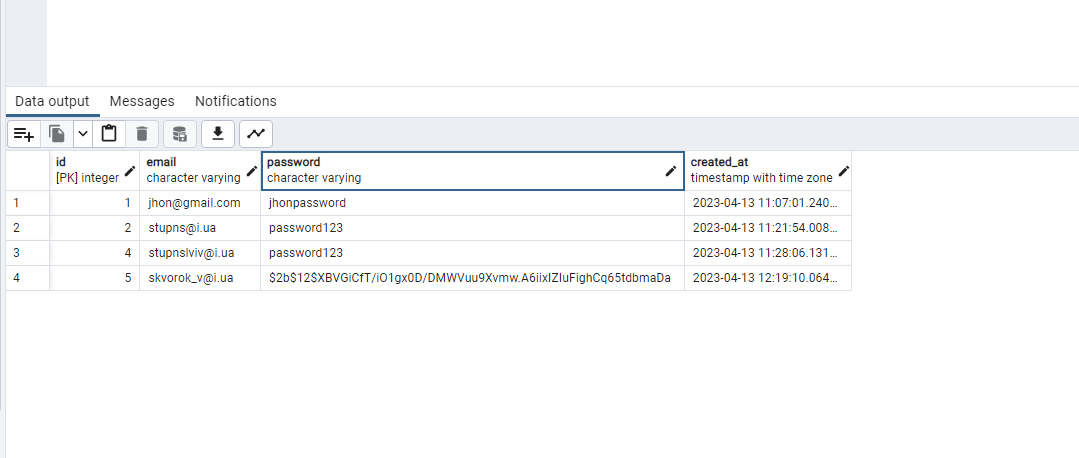 Data output Messages Notifications
id email password created_at
[PK] integer character varying character varying timestamp with time zone
1 1 jhon@gmail.com jhonpassword 2023-04-13 11:07:01.240…
2 2 stupns@i.ua password123 2023-04-13 11:21:54.008…
3 4 stupnslviv@i.ua password123 2023-04-13 11:28:06.131…
4 5 skvorok_v@i.ua $2b$12$XBVGiCfT/iO1gx0D/DMWVuu9Xvmw.A6iixIZIuFighCq65tdbmaDa 2023-04-13 12:19:10.064…